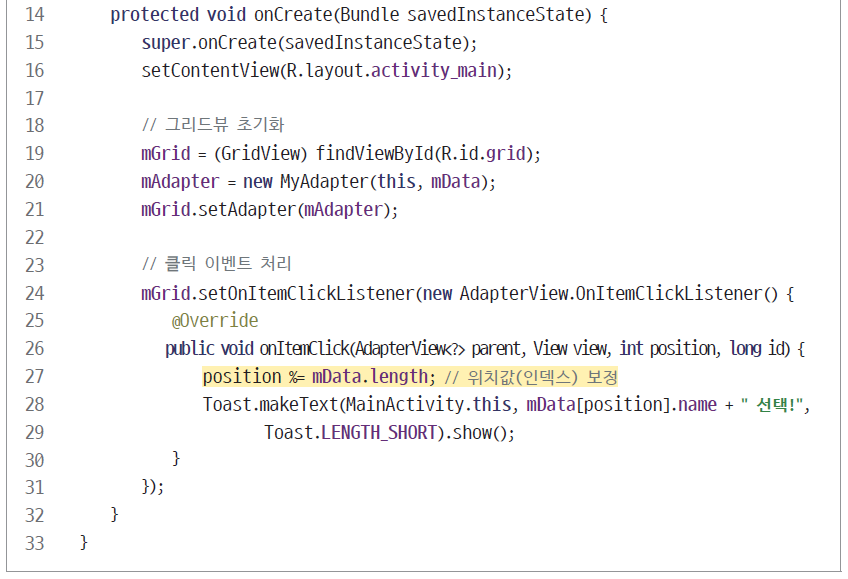 14 protected void onCreate(Bundle savedInstanceState) {
15 super.onCreate(savedInstanceState);
16 setContentView(R.layout.activity_main);
17
18 // 그리드뷰 초기화
19 mGrid = (GridView) findViewById(R.id.grid);
20 mAdapter = new MyAdapter(this, mData);
21 mGrid.setAdapter(mAdapter);
22
23 // 클릭 이벤트 처리
24 mGrid.setOnItemClickListener(new AdapterView.OnItemClickListener() {
25 @Override
26 public void onItemClick(AdapterView<?> parent, View view, int position, long id) {
27 position %= mData.length; // 위치값(인덱스) 보정
28 Toast.makeText(MainActivity.this, mData[position].name + " 선택!",
29 Toast.LENGTH_SHORT).show();
30 }
31 });
32 }
33 }